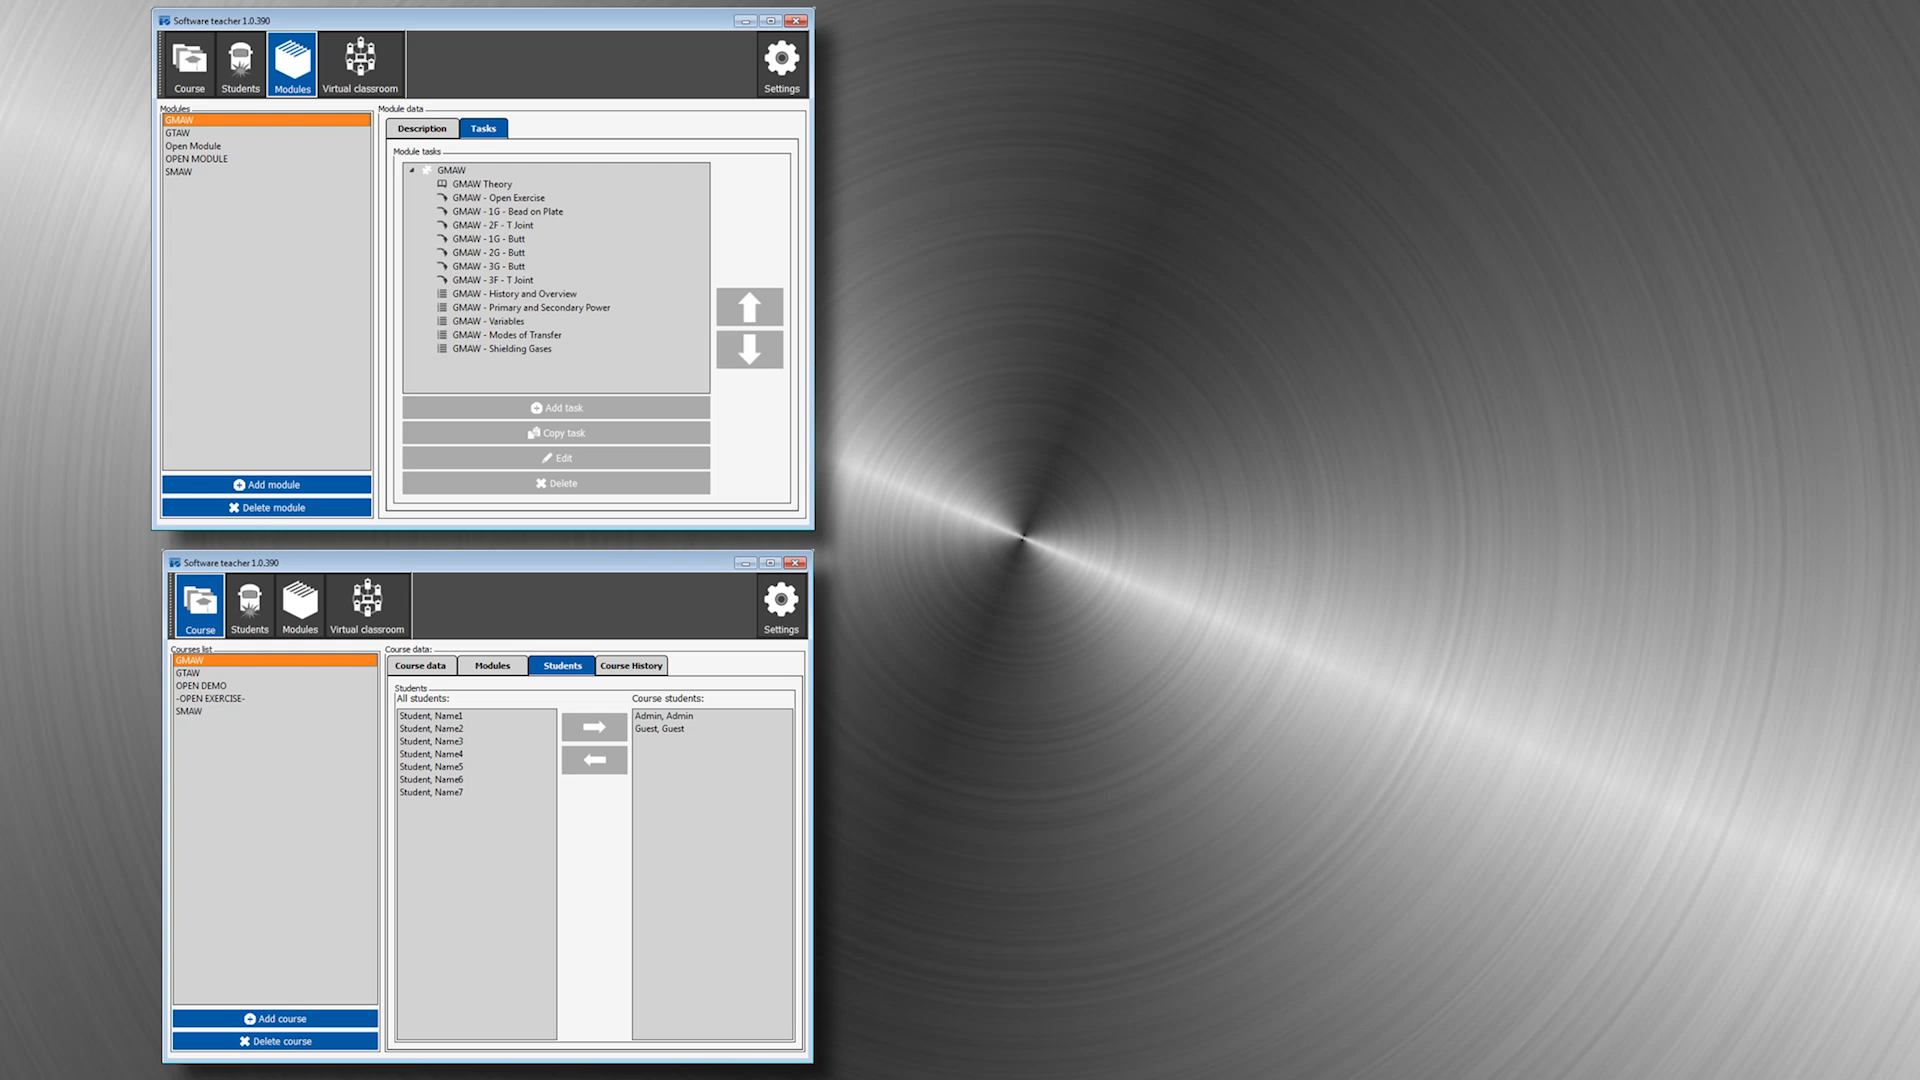 Software teacher 1.0.390
Course
Students
Modules
Virtual classroom
Settings
Modules
GMAW
GTAW
Open Module
OPEN MODULE
SMAW
Add module
Delete module
Module data
Description
Tasks
Module tasks
GMAW
GMAW Theory
GMAW - Open Exercise
GMAW - 1G - Bead on Plate
GMAW - 2F - T Joint
GMAW - 1G - Butt
GMAW - 2G - Butt
GMAW - 3G - Butt
GMAW - 3F - T Joint
GMAW - History and Overview
GMAW - Primary and Secondary Power
GMAW - Variables
GMAW - Modes of Transfer
GMAW - Shielding Gases
Add task
Copy task
Edit
Delete
Software teacher 1.0.390
Course
Students
Modules
Virtual classroom
Settings
Courses list
GMAW
GTAW
OPEN DEMO
-OPEN EXERCISE-
SMAW
Add course
Delete course
Course data:
Course data
Modules
Students
Course History
Students
All students:
Student, Name1
Student, Name2
Student, Name3
Student, Name4
Student, Name5
Student, Name6
Student, Name7
Course students:
Admin, Admin
Guest, Guest